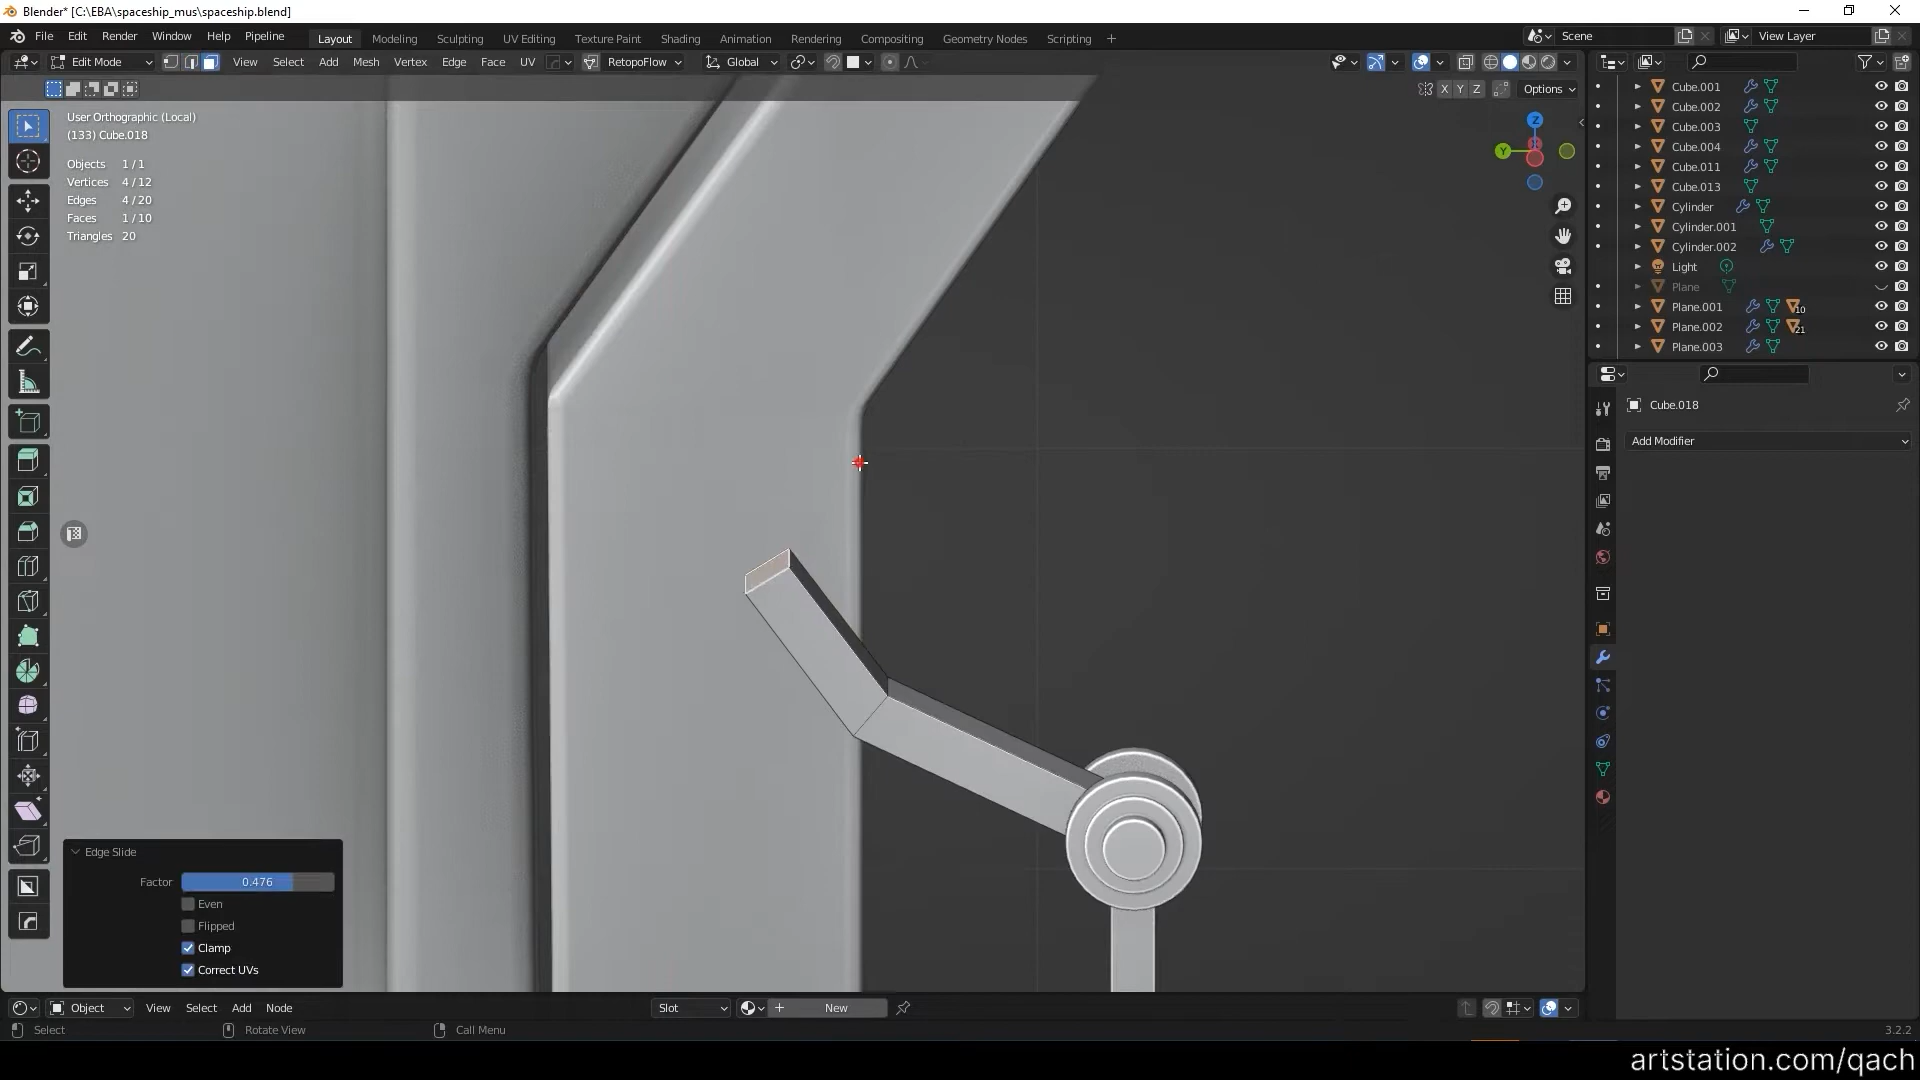 Blender* [C:\EBA\spaceship_mus\spaceship.blend]
File Edit Render Window Help Pipeline Layout Modeling Sculpting UV Editing Texture Paint Shading Animation Rendering Compositing Geometry Nodes Scripting + Scene View Layer
Edit Mode View Select Add Mesh Vertex Edge Face UV RetopoFlow Global
X Y Z Options
User Orthographic (Local)
(133) Cube.018
Objects 1 / 1
Vertices 4 / 12
Edges 4 / 20
Faces 1 / 10
Triangles 20
Z
Y
Cube.001
Cube.002
Cube.003
Cube.004
Cube.011
Cube.013
Cylinder
Cylinder.001
Cylinder.002
Light
Plane
Plane.001 10
Plane.002 21
Plane.003
Cube.018
Add Modifier
Edge Slide
Factor 0.476
Even
Flipped
Clamp
Correct UVs
Object View Select Add Node Slot New
Select Rotate View Call Menu 3.2.2
artstation.com/qach